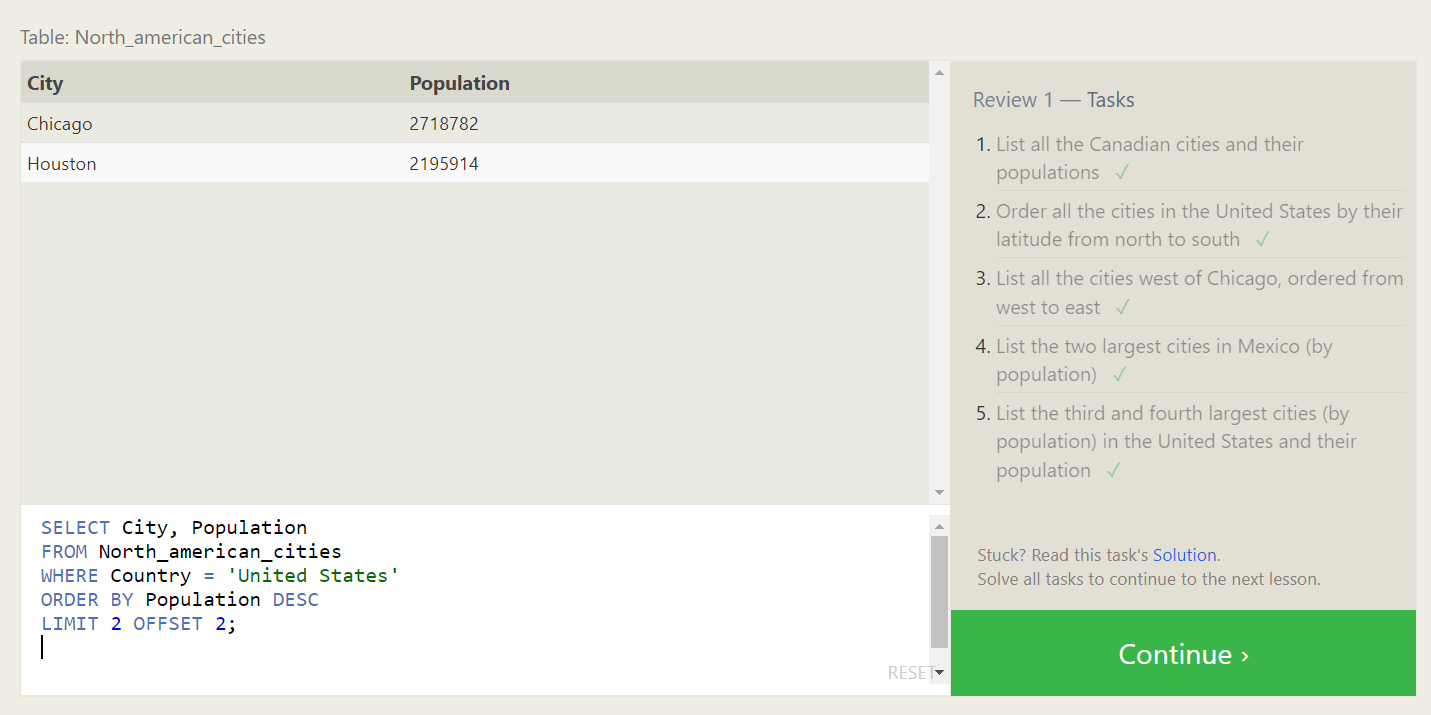 Table: North_american_cities
City Population
Chicago 2718782
Houston 2195914
SELECT City, Population
FROM North_american_cities
WHERE Country = 'United States'
ORDER BY Population DESC
LIMIT 2 OFFSET 2;
RESET
Review 1 — Tasks
1. List all the Canadian cities and their
populations ✓
2. Order all the cities in the United States by their
latitude from north to south ✓
3. List all the cities west of Chicago, ordered from
west to east ✓
4. List the two largest cities in Mexico (by
population) ✓
5. List the third and fourth largest cities (by
population) in the United States and their
population ✓
Stuck? Read this task's Solution.
Solve all tasks to continue to the next lesson.
Continue ›